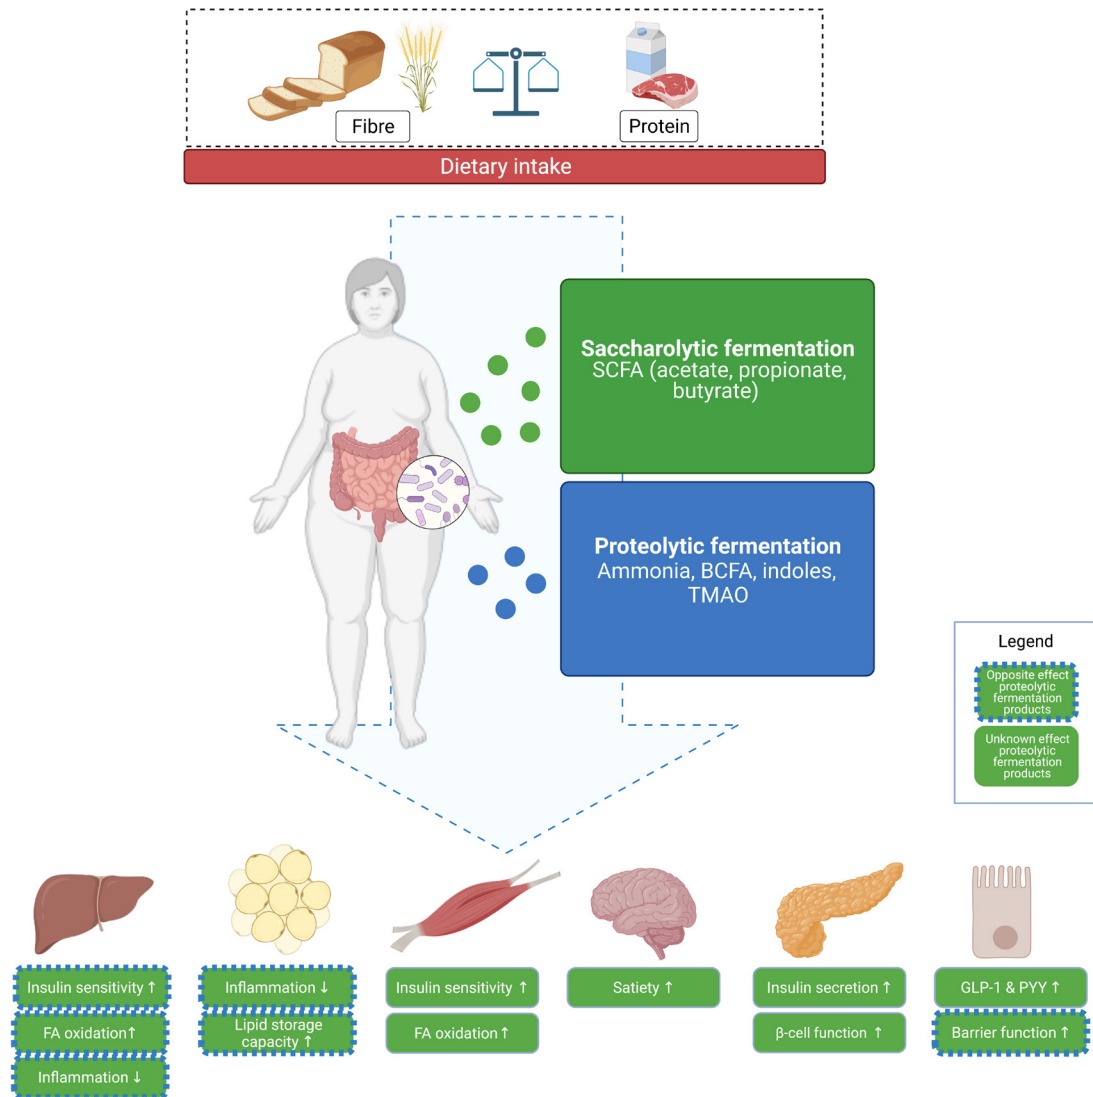 Fibre
Protein
Dietary intake
Saccharolytic fermentation
SCFA (acetate, propionate,
butyrate)
Proteolytic fermentation
Ammonia, BCFA, indoles,
TMAO
Legend
Opposite effect
proteolytic
fermentation
products
Unknown effect
proteolytic
fermentation
products
Insulin sensitivity ↑
FA oxidation↑
Inflammation ↓
Inflammation ↓
Lipid storage
capacity ↑
Insulin sensitivity ↑
FA oxidation↑
Satiety ↑
Insulin secretion ↑
β-cell function ↑
GLP-1 & PYY ↑
Barrier function ↑